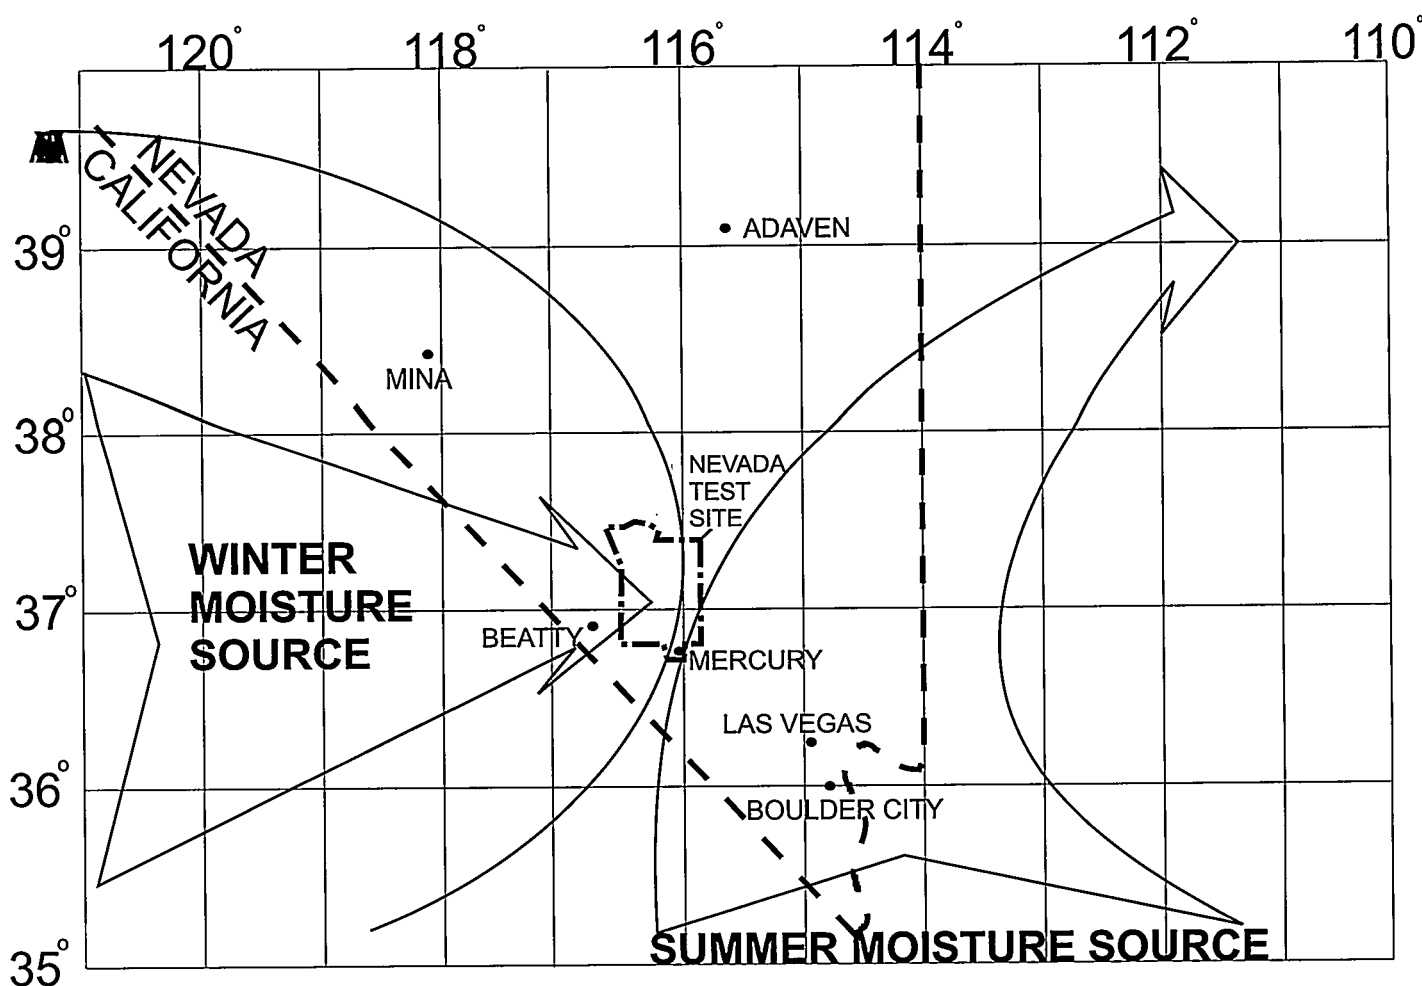 120° 118° 116° 114° 112° 110°
NEVADA
CALIFORNIA
39°
ADAVEN
MINA
38°
NEVADA
TEST
SITE
WINTER
MOISTURE
SOURCE
37°
BEATTY
MERCURY
LAS VEGAS
36°
BOULDER CITY
SUMMER MOISTURE SOURCE
35°